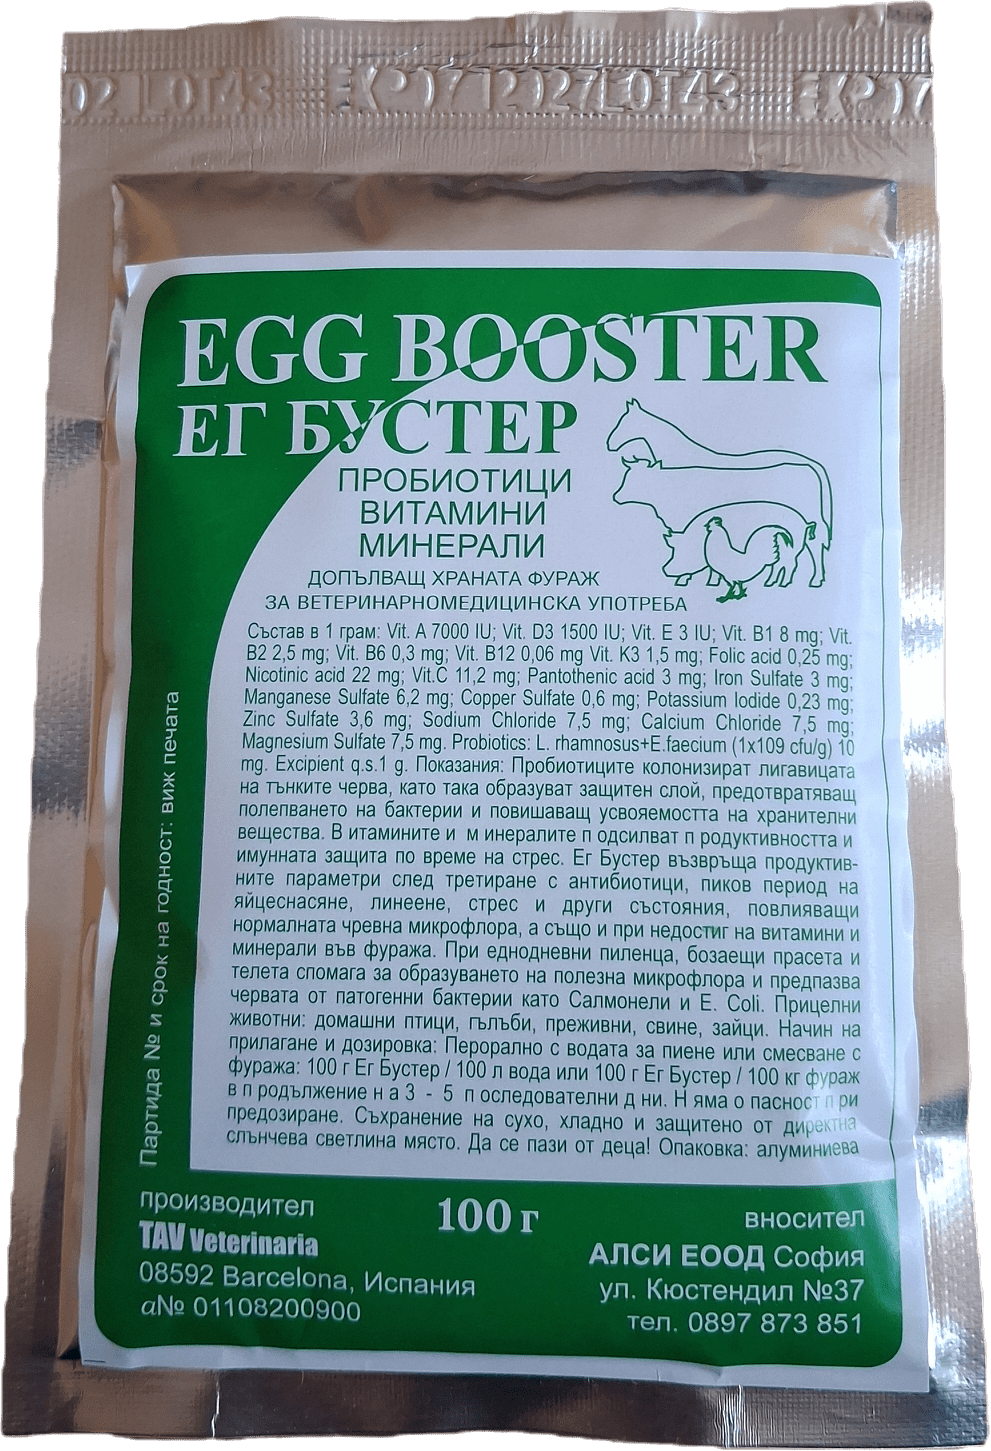 02 LOT43 EXP07 12027LOT43 EXP07
EGG BOOSTER
ЕГ БУСТЕР
ПРОБИОТИЦИ
ВИТАМИНИ
МИНЕРАЛИ
ДОПЪЛВАЩ ХРАНАТА ФУРАЖ
ЗА ВЕТЕРИНАРНОМЕДИЦИНСКА УПОТРЕБА
Състав в 1 грам: Vit. A 7000 IU; Vit. D3 1500 IU; Vit. E 3 IU; Vit. B1 8 mg; Vit.
B2 2,5 mg; Vit. B6 0,3 mg; Vit. B12 0,06 mg Vit. K3 1,5 mg; Folic acid 0,25 mg;
Nicotinic acid 22 mg; Vit.C 11,2 mg; Pantothenic acid 3 mg; Iron Sulfate 3 mg;
Manganese Sulfate 6,2 mg; Copper Sulfate 0,6 mg; Potassium Iodide 0,23 mg;
Zinc Sulfate 3,6 mg; Sodium Chloride 7,5 mg; Calcium Chloride 7,5 mg;
Magnesium Sulfate 7,5 mg. Probiotics: L. rhamnosus+E.faecium (1x109 cfu/g) 10
mg. Excipient q.s.1 g. Показания: Пробиотиците колонизират лигавицата
на тънките черва, като така образуват защитен слой, предотвратяващ
полепването на бактерии и повишаващ усвояемостта на хранителни
вещества. В итамините и м инералите п одсилват п родуктивността и
имунната защита по време на стрес. Ег Бустер възвръща продуктив-
ните параметри след третиране с антибиотици, пиков период на
яйцеснасяне, линеене, стрес и други състояния, повлияващи
нормалната чревна микрофлора, а също и при недостиг на витамини и
минерали във фуража. При еднодневни пиленца, бозаещи прасета и
телета спомага за образуването на полезна микрофлора и предпазва
червата от патогенни бактерии като Салмонели и E. Coli. Прицелни
животни: домашни птици, гълъби, преживни, свине, зайци. Начин на
прилагане и дозировка: Перорално с водата за пиене или смесване с
фуража: 100 г Ег Бустер / 100 л вода или 100 г Ег Бустер / 100 кг фураж
в п родължение н а 3 - 5 п оследователни д ни. Н яма о пасност п ри
предозиране. Съхранение на сухо, хладно и защитено от директна
слънчева светлина място. Да се пази от деца! Опаковка: алуминиева
Партида № и срок на годност: виж печата
производител
TAV Veterinaria
08592 Barcelona, Испания
α№ 01108200900
100 г
вносител
АЛСИ ЕООД София
ул. Кюстендил №37
тел. 0897 873 851